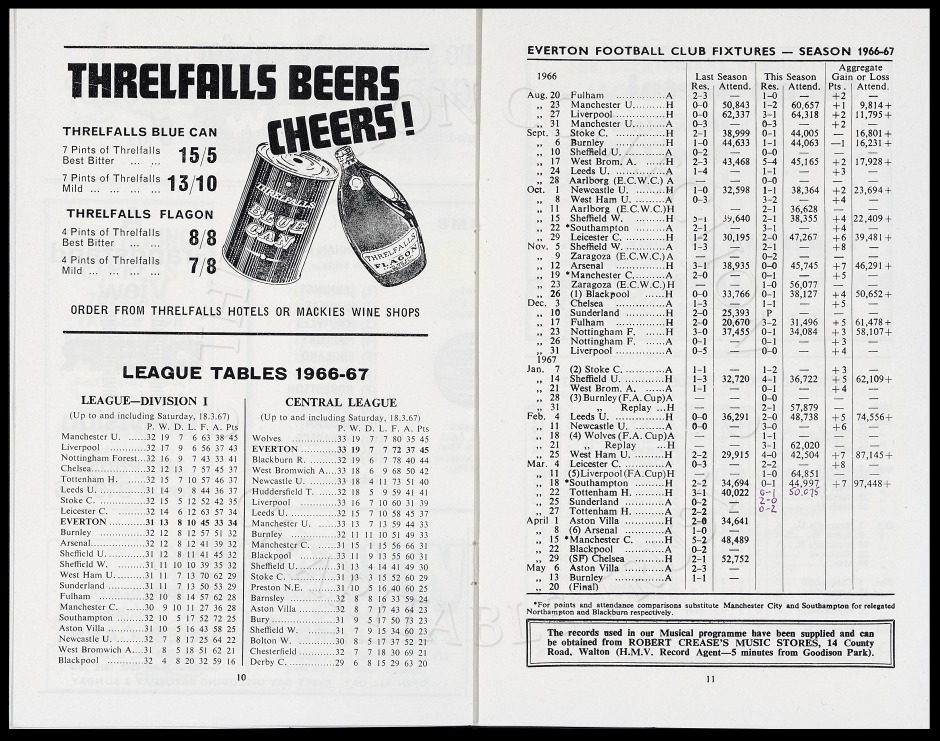 THRELFALLS BEERS
CHEERS!
THRELFALLS BLUE CAN
7 Pints of Threlfalls
Best Bitter ... ... 15/5
7 Pints of Threlfalls
Mild ... ... ... ... 13/10
THRELFALLS FLAGON
4 Pints of Threlfalls
Best Bitter ... ... 8/8
4 Pints of Threlfalls
Mild ... ... ... ... 7/8
THRELFALLS
BLUE
CAN
THRELFALLS
FLAGON
ORDER FROM THRELFALLS HOTELS OR MACKIES WINE SHOPS
LEAGUE TABLES 1966-67
LEAGUE—DIVISION I
(Up to and including Saturday, 18.3.67)
P. W. D. L. F. A. Pts
Manchester U. ......32 19 7 6 63 38 45
Liverpool ............32 17 9 6 56 37 43
Nottingham Forest...32 16 9 7 43 33 41
Chelsea...............32 12 13 7 57 45 37
Tottenham H. ......32 15 7 10 57 46 37
Leeds U. ............31 14 9 8 44 36 37
Stoke C. ............32 15 5 12 52 42 35
Leicester C. .........32 14 6 12 63 57 34
EVERTON .........31 13 8 10 45 33 34
Burnley ............32 12 8 12 57 51 32
Arsenal...............32 12 8 12 41 39 32
Sheffield U. .........31 12 8 11 41 45 32
Sheffield W. .........31 11 10 10 39 35 32
West Ham U. .........31 11 7 13 70 62 29
Sunderland .........31 11 7 13 50 53 29
Fulham ............32 10 8 14 57 62 28
Manchester C. ......30 9 10 11 27 36 28
Southampton .........32 10 5 17 52 72 25
Aston Villa .........31 10 5 16 43 58 25
Newcastle U. .........32 7 8 17 25 64 22
West Bromwich A....31 8 5 18 51 62 21
Blackpool .........32 4 8 20 32 59 16
CENTRAL LEAGUE
(Up to and including Saturday, 18.3.67)
P. W. D. L. F. A. Pts
Wolves ............33 19 7 7 80 35 45
EVERTON .........33 19 7 7 72 37 45
Blackburn R. .........32 19 6 7 78 40 44
West Bromwich A....33 18 6 9 68 50 42
Newcastle U. .........33 18 4 11 73 51 40
Huddersfield T. ......32 18 5 9 59 41 41
Liverpool .........33 16 7 10 60 31 39
Leeds U. ............32 15 7 10 58 45 37
Manchester U. ......33 13 7 13 59 44 33
Burnley ............32 11 11 10 51 49 33
Manchester C. ......31 15 1 15 56 66 31
Blackpool .........33 11 9 13 55 60 31
Sheffield U. .........31 13 4 14 41 49 30
Stoke C. ............31 13 3 15 52 60 29
Preston N.E. .........31 10 5 16 40 60 25
Barnsley ............32 8 8 16 33 59 24
Aston Villa .........32 8 7 17 43 64 23
Bury ...............31 9 5 17 50 73 23
Sheffield W. .........31 7 9 15 34 60 23
Bolton W. .........30 8 5 17 37 52 21
Chesterfield .........32 7 7 18 30 69 21
Derby C. ............29 6 8 15 29 63 20
10
EVERTON FOOTBALL CLUB FIXTURES — SEASON 1966-67
1966 Last Season This Season Aggregate Gain or Loss
Res. Attend. Res. Attend. Pts. Attend.
Aug. 20 Fulham ...............A 2–3 — 1–0 — +2 —
„ 23 Manchester U. .........H 0–0 50,843 1–2 60,657 +1 9,814+
„ 27 Liverpool ............H 0–0 62,337 3–1 64,318 +2 11,795+
„ 31 Manchester U. .........A 0–3 — 0–3 — +2 —
Sept. 3 Stoke C. ............H 2–1 38,999 0–1 44,005 — 16,801+
„ 6 Burnley ............H 1–0 44,633 1–1 44,063 —1 16,231+
„ 10 Sheffield U. .........A 0–2 — 0–0 — — —
„ 17 West Brom. A. ......H 2–3 43,468 5–4 45,165 +2 17,928+
„ 24 Leeds U. ............A 1–4 — 1–1 — +3 —
„ 28 Aarlborg (E.C.W.C.) A — — 0–0 —
Oct. 1 Newcastle U. .........H 1–0 32,598 1–1 38,364 +2 23,694+
„ 8 West Ham U. .........A 0–3 — 3–2 — +4 —
„ 11 Aarlborg (E.C.W.C.)H — 2–1 36,628
„ 15 Sheffield W. .........H 5–1 39,640 2–1 38,355 +4 22,409+
„ 22 *Southampton .........A 2–1 — 3–1 — +4 —
„ 29 Leicester C. .........H 1–2 30,195 2–0 47,267 +6 39,481+
Nov. 5 Sheffield W. .........A 1–3 — 2–1 — +8 —
„ 9 Zaragoza (E.C.W.C.) A — 0–2 —
„ 12 Arsenal ............H 3–1 38,935 0–0 45,745 +7 46,291+
„ 19 *Manchester C. ......A 2–0 — 0–1 — +5 —
„ 23 Zaragoza (E.C.W.C.) H — 1–0 56,077
„ 26 (1) Blackpool ......H 0–0 33,766 0–1 38,127 +4 50,652+
Dec. 3 Chelsea ............A 1–3 — 1–1 — +5 —
„ 10 Sunderland .........H 2–0 25,393 P —
„ 17 Fulham ............H 2–0 20,670 3–2 31,496 +5 61,478+
„ 23 Nottingham F. ......H 3–0 37,455 0–1 34,084 +3 58,107+
„ 26 Nottingham F. ......A 0–1 — 0–1 — +3 —
„ 31 Liverpool ............A 0–5 — 0–0 — +4 —
1967
Jan. 7 (2) Stoke C. .........A 1–1 — 1–2 — +3 —
„ 14 Sheffield U. .........H 1–3 32,720 4–1 36,722 +5 62,109+
„ 21 West Brom. A. ......A 1–1 — 0–1 — +4 —
„ 28 (3) Burnley (F.A.Cup)A — — 0–0 —
„ 31 „ Replay ...H — — 2–1 57,879
Feb. 4 Leeds U. ............H 0–0 36,291 2–0 48,738 +5 74,556+
„ 11 Newcastle U. .........A 0–0 — 3–0 — +6 —
„ 18 (4) Wolves (F.A. Cup)A — 1–1 —
„ 21 „ Replay ...H — — 3–1 62,020
„ 25 West Ham U. .........H 2–2 29,915 4–0 42,504 +7 87,145+
Mar. 4 Leicester C. .........A 0–3 — 2–2 — +8 —
„ 11 (5)Liverpool(F.A.Cup)H — — 1–0 64,851
„ 18 *Southampton .........H 2–2 34,694 0–1 44,997 +7 97,448+
„ 22 Tottenham H. .........H 3–1 40,022 0-1 50,075
„ 25 Sunderland .........A 0–2 — 2-0
„ 27 Tottenham H. .........A 2–2 — 0-2
April 1 Aston Villa .........H 2–0 34,641
„ 8 (6) Arsenal .........A 1–0 —
„ 15 *Manchester C. ......H 5–2 48,489
„ 22 Blackpool .........A 0–2 —
„ 29 (SF) Chelsea .........H 2–1 52,752
May 6 Aston Villa .........A 2–3 —
„ 13 Burnley ............A 1–1 —
„ 20 (Final)
*For points and attendance comparisons substitute Manchester City and Southampton for relegated
Northampton and Blackburn respectively.
The records used in our Musical programme have been supplied and can
be obtained from ROBERT CREASE'S MUSIC STORES, 14 County
Road, Walton (H.M.V. Record Agent—5 minutes from Goodison Park).
11